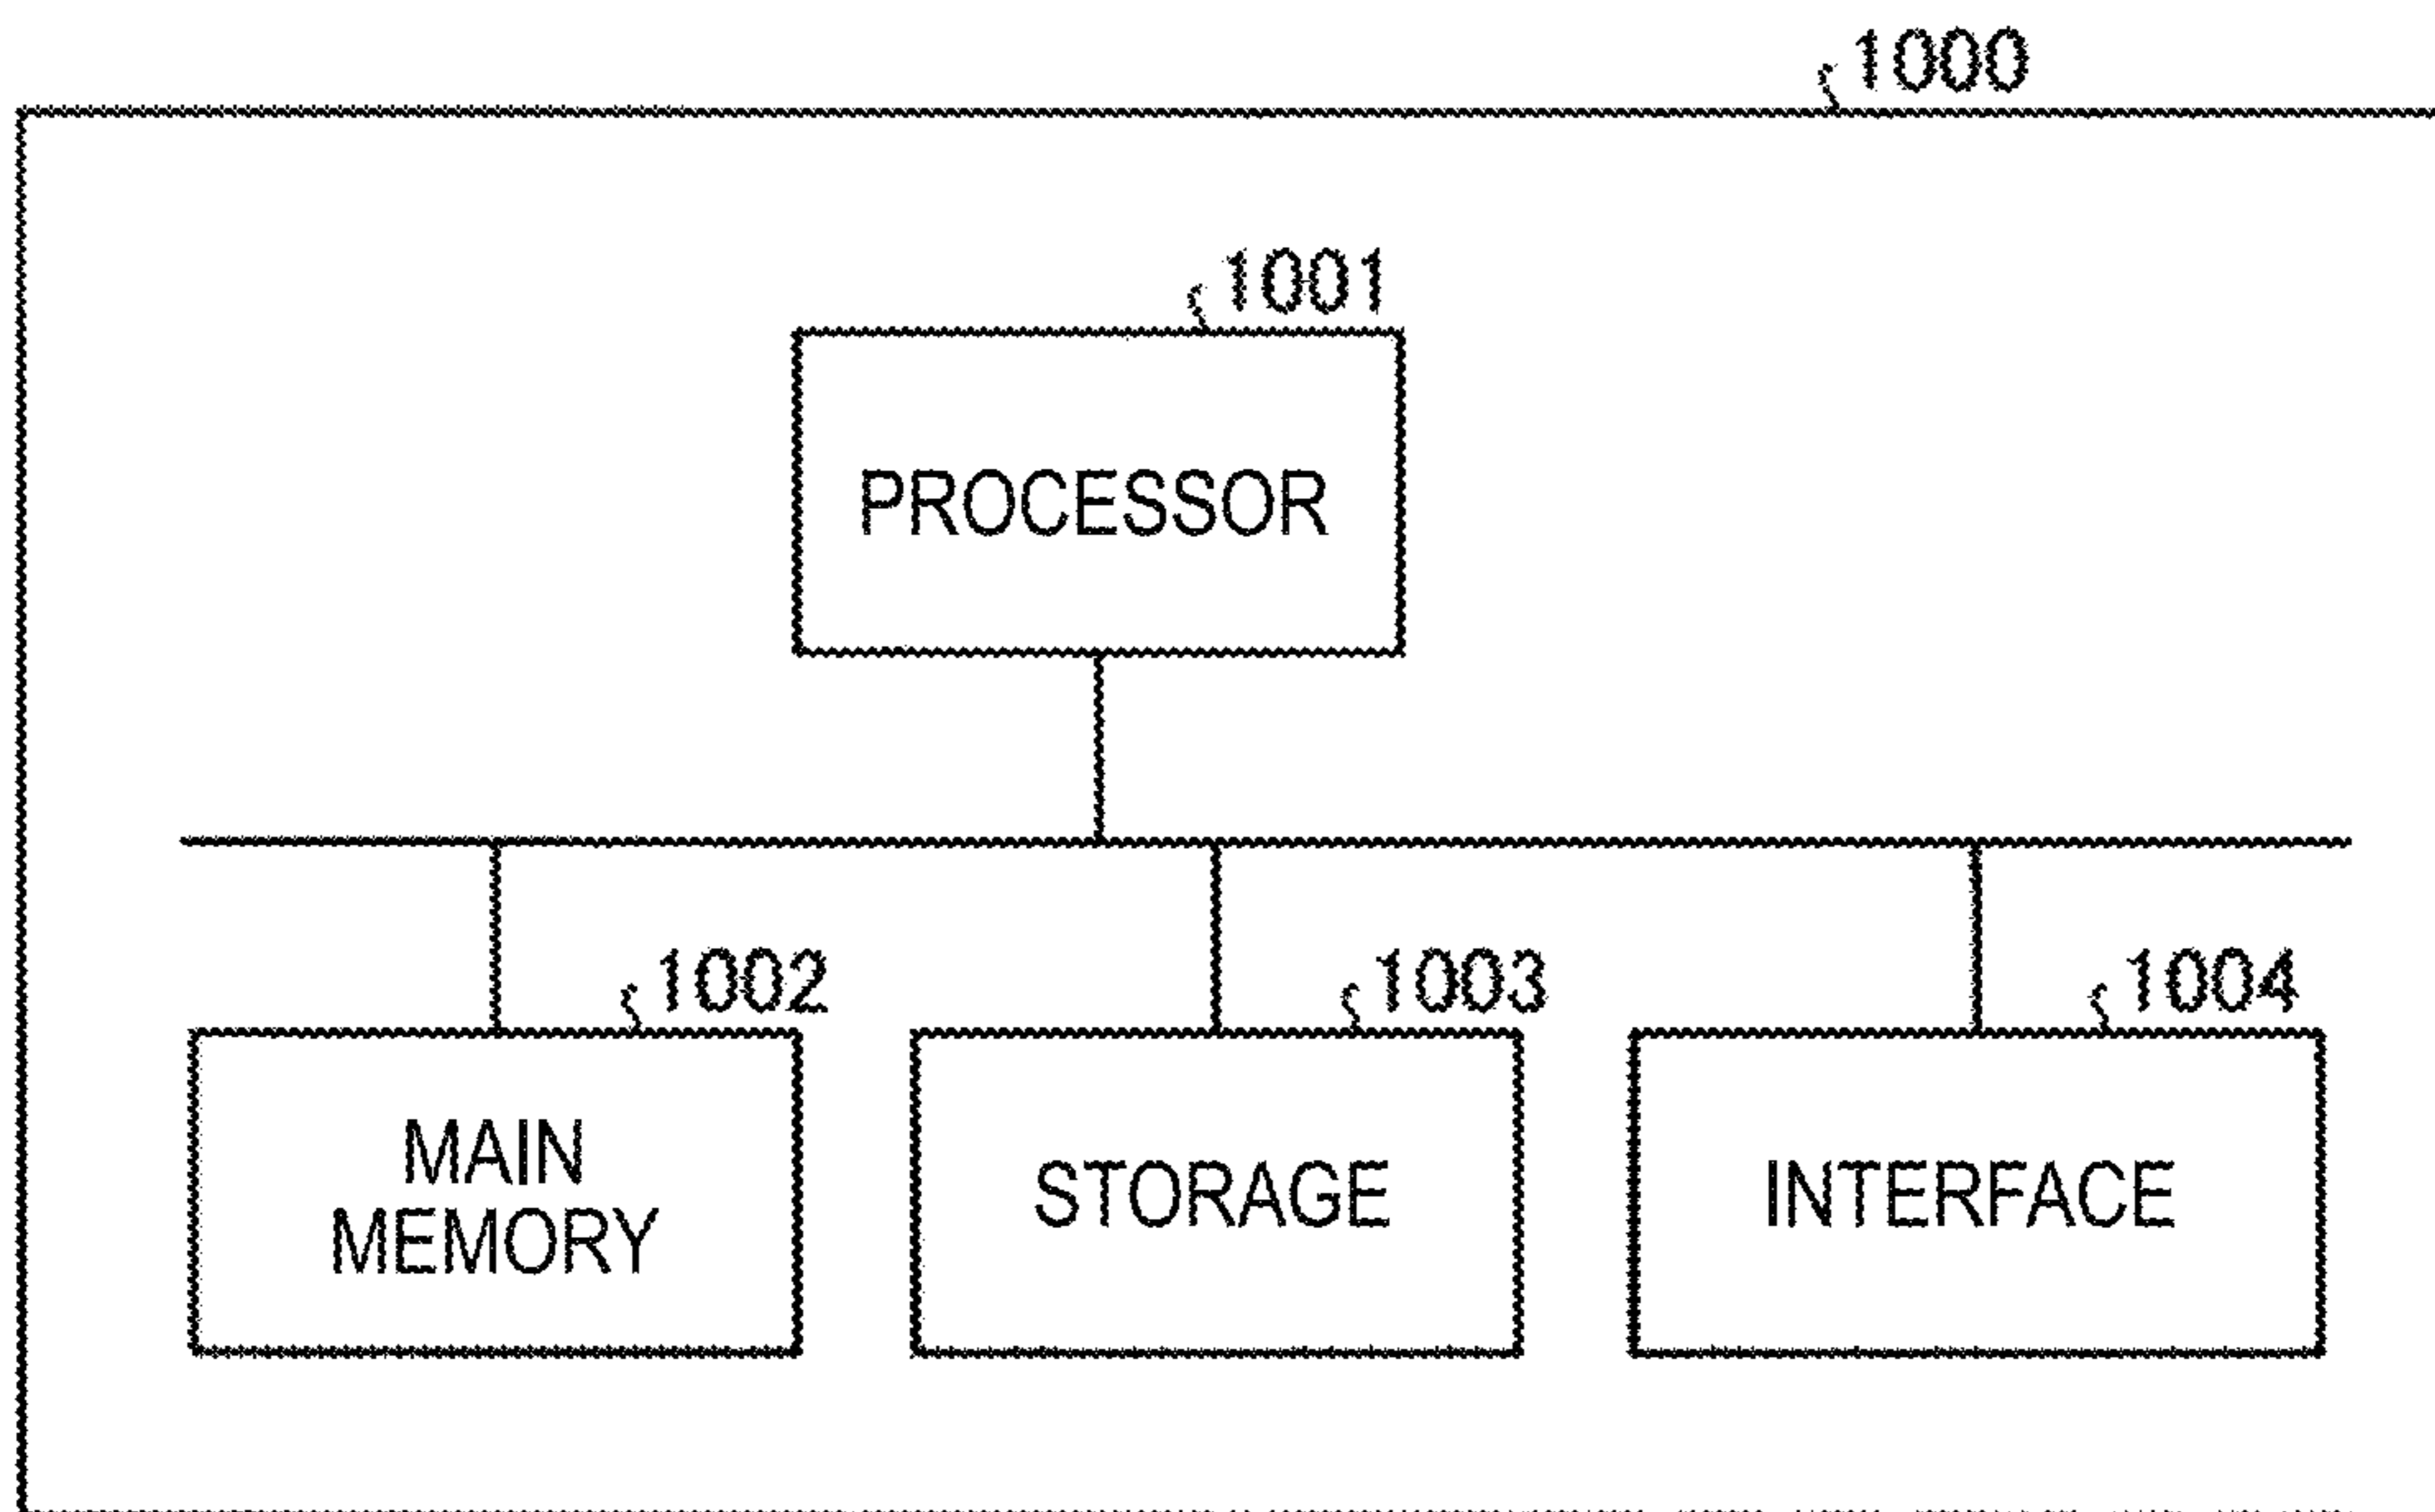 1000
1001
PROCESSOR
1002
1003
1004
MAIN
MEMORY
STORAGE
INTERFACE